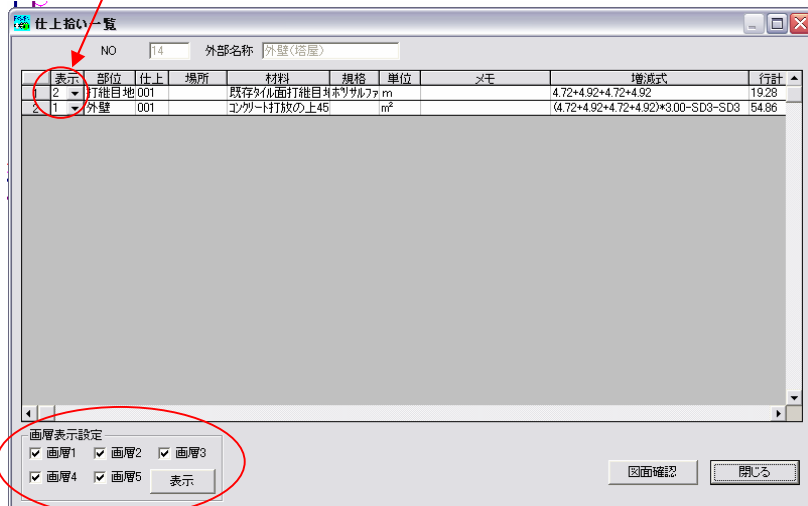 仕上拾い一覧
NO 14 外部名称 外壁(塔屋)
表示 部位 仕上 場所 材料 規格 単位 メモ 増減式 行計
1 2 打継目地 001 既存タイル面打継目地 ポリサルファ m 4.72+4.92+4.72+4.92 19.28
2 1 外壁 001 コンクリート打放の上45 m² (4.72+4.92+4.72+4.92)*3.00-SD3-SD3 54.86
画層表示設定
画層1 画層2 画層3
画層4 画層5 表示
図面確認 閉じる